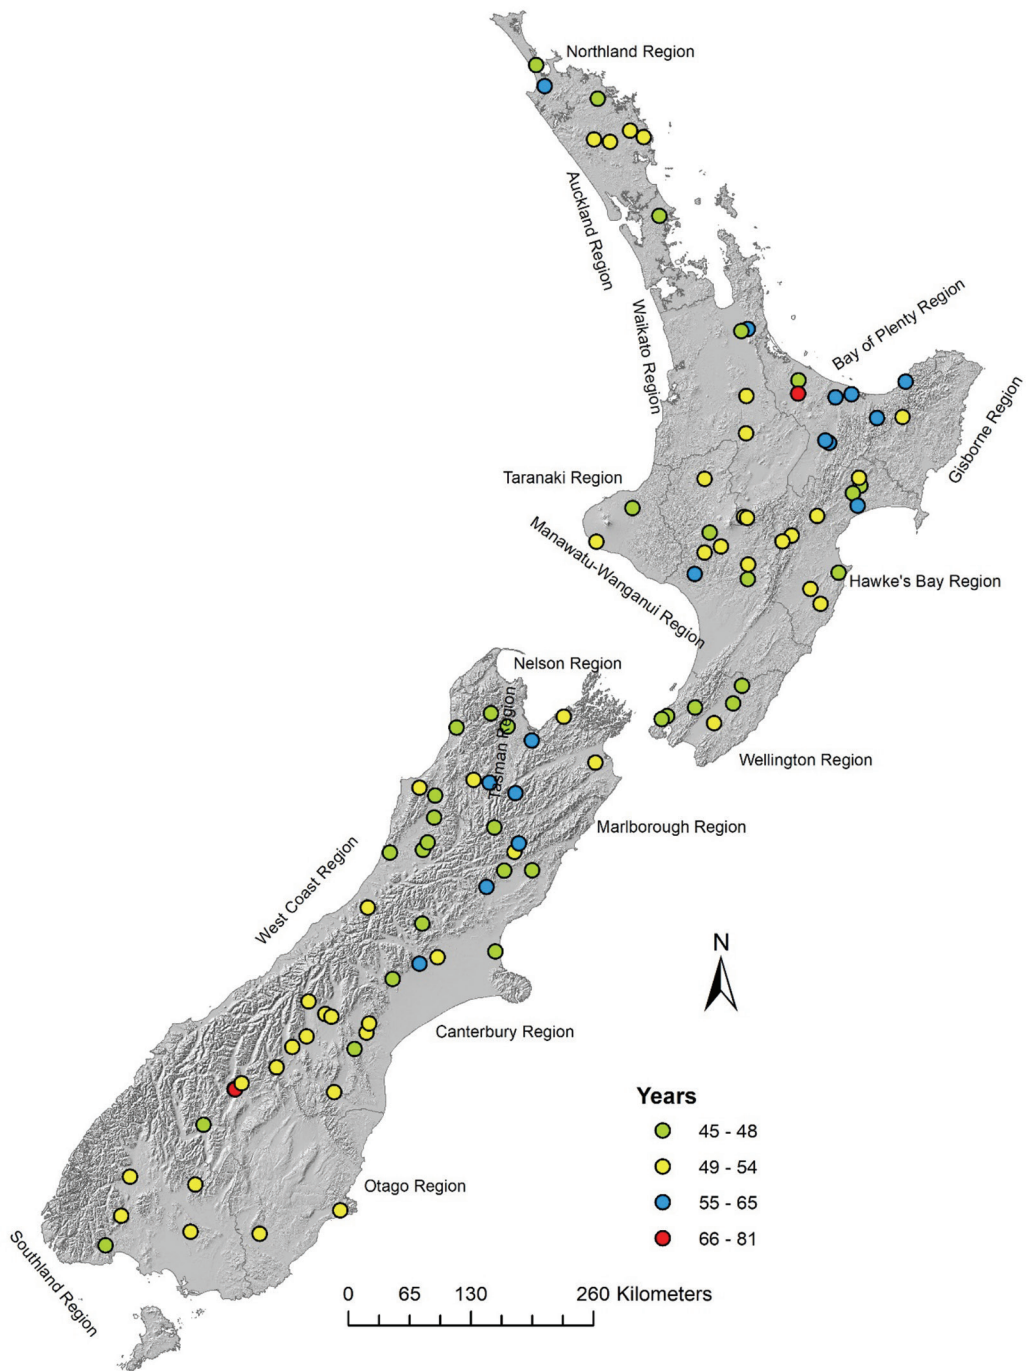 Northland Region
Auckland Region
Waikato Region
Bay of Plenty Region
Gisborne Region
Taranaki Region
Manawatu-Wanganui Region
Hawke's Bay Region
Nelson Region
Tasman Region
Wellington Region
Marlborough Region
West Coast Region
N
Canterbury Region
Years
45 - 48
49 - 54
55 - 65
66 - 81
Otago Region
Southland Region
0 65 130 260 Kilometers